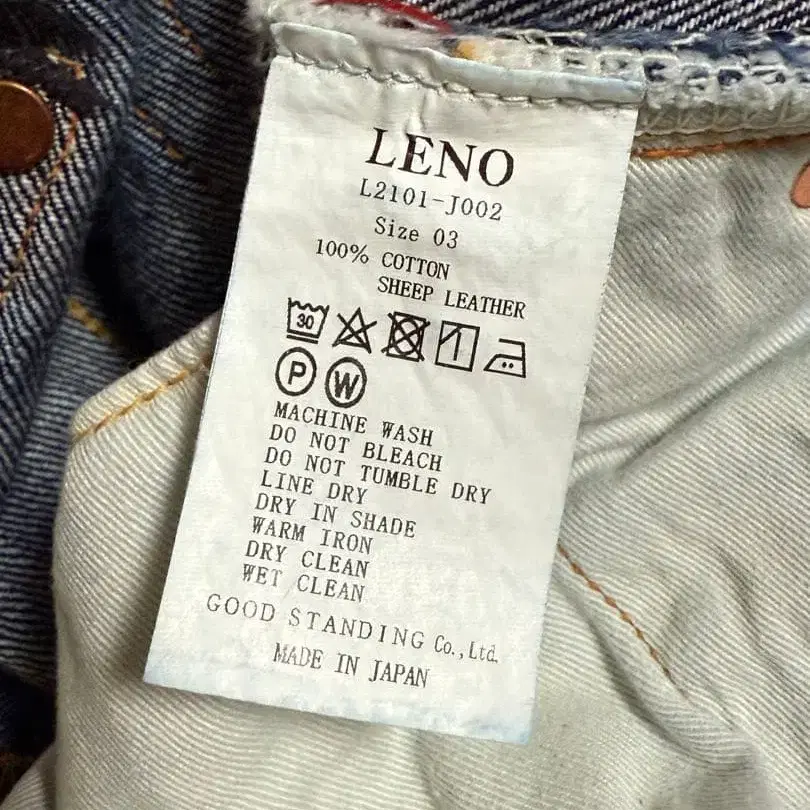 LENO
L2101-J002
Size 03
100% COTTON
SHEEP LEATHER
30
P W
MACHINE WASH
DO NOT BLEACH
DO NOT TUMBLE DRY
LINE DRY
DRY IN SHADE
WARM IRON
DRY CLEAN
WET CLEAN
GOOD STANDING Co.,Ltd.
MADE IN JAPAN